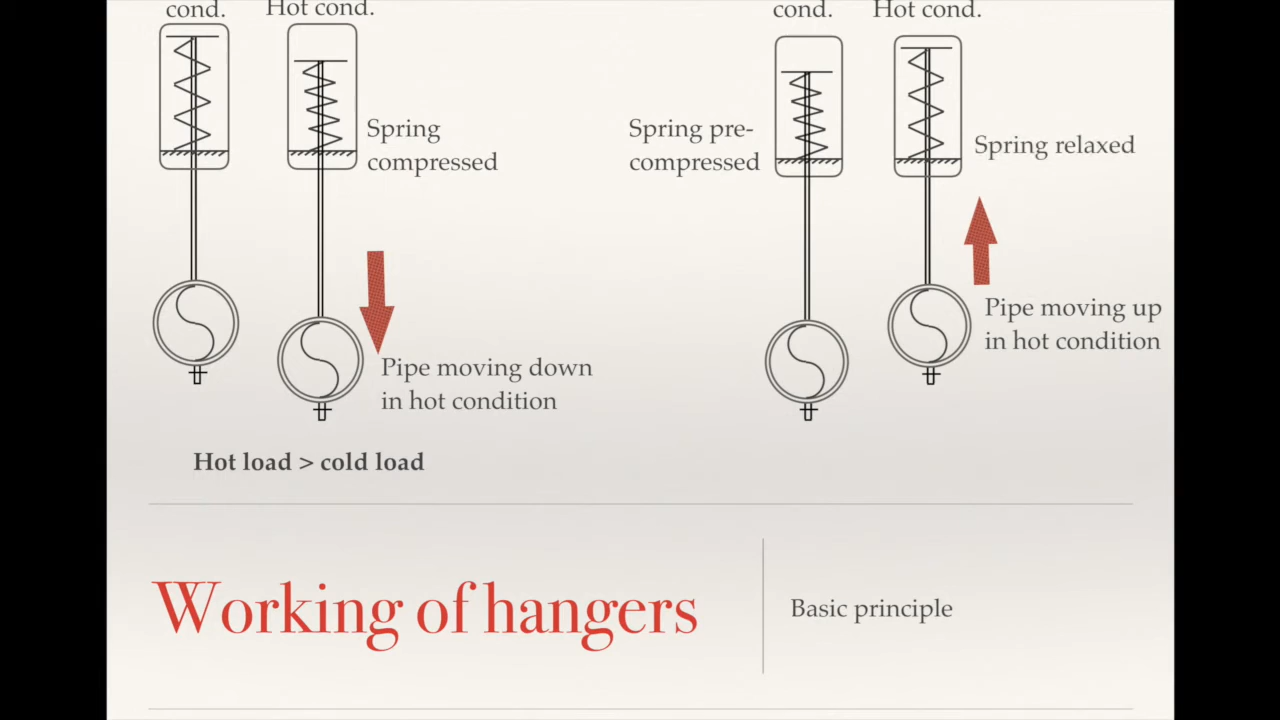 cond.
Hot cond.
cond.
Hot cond.
Spring
compressed
Spring pre-
compressed
Spring relaxed
Pipe moving down
in hot condition
Pipe moving up
in hot condition
Hot load > cold load
Working of hangers
Basic principle